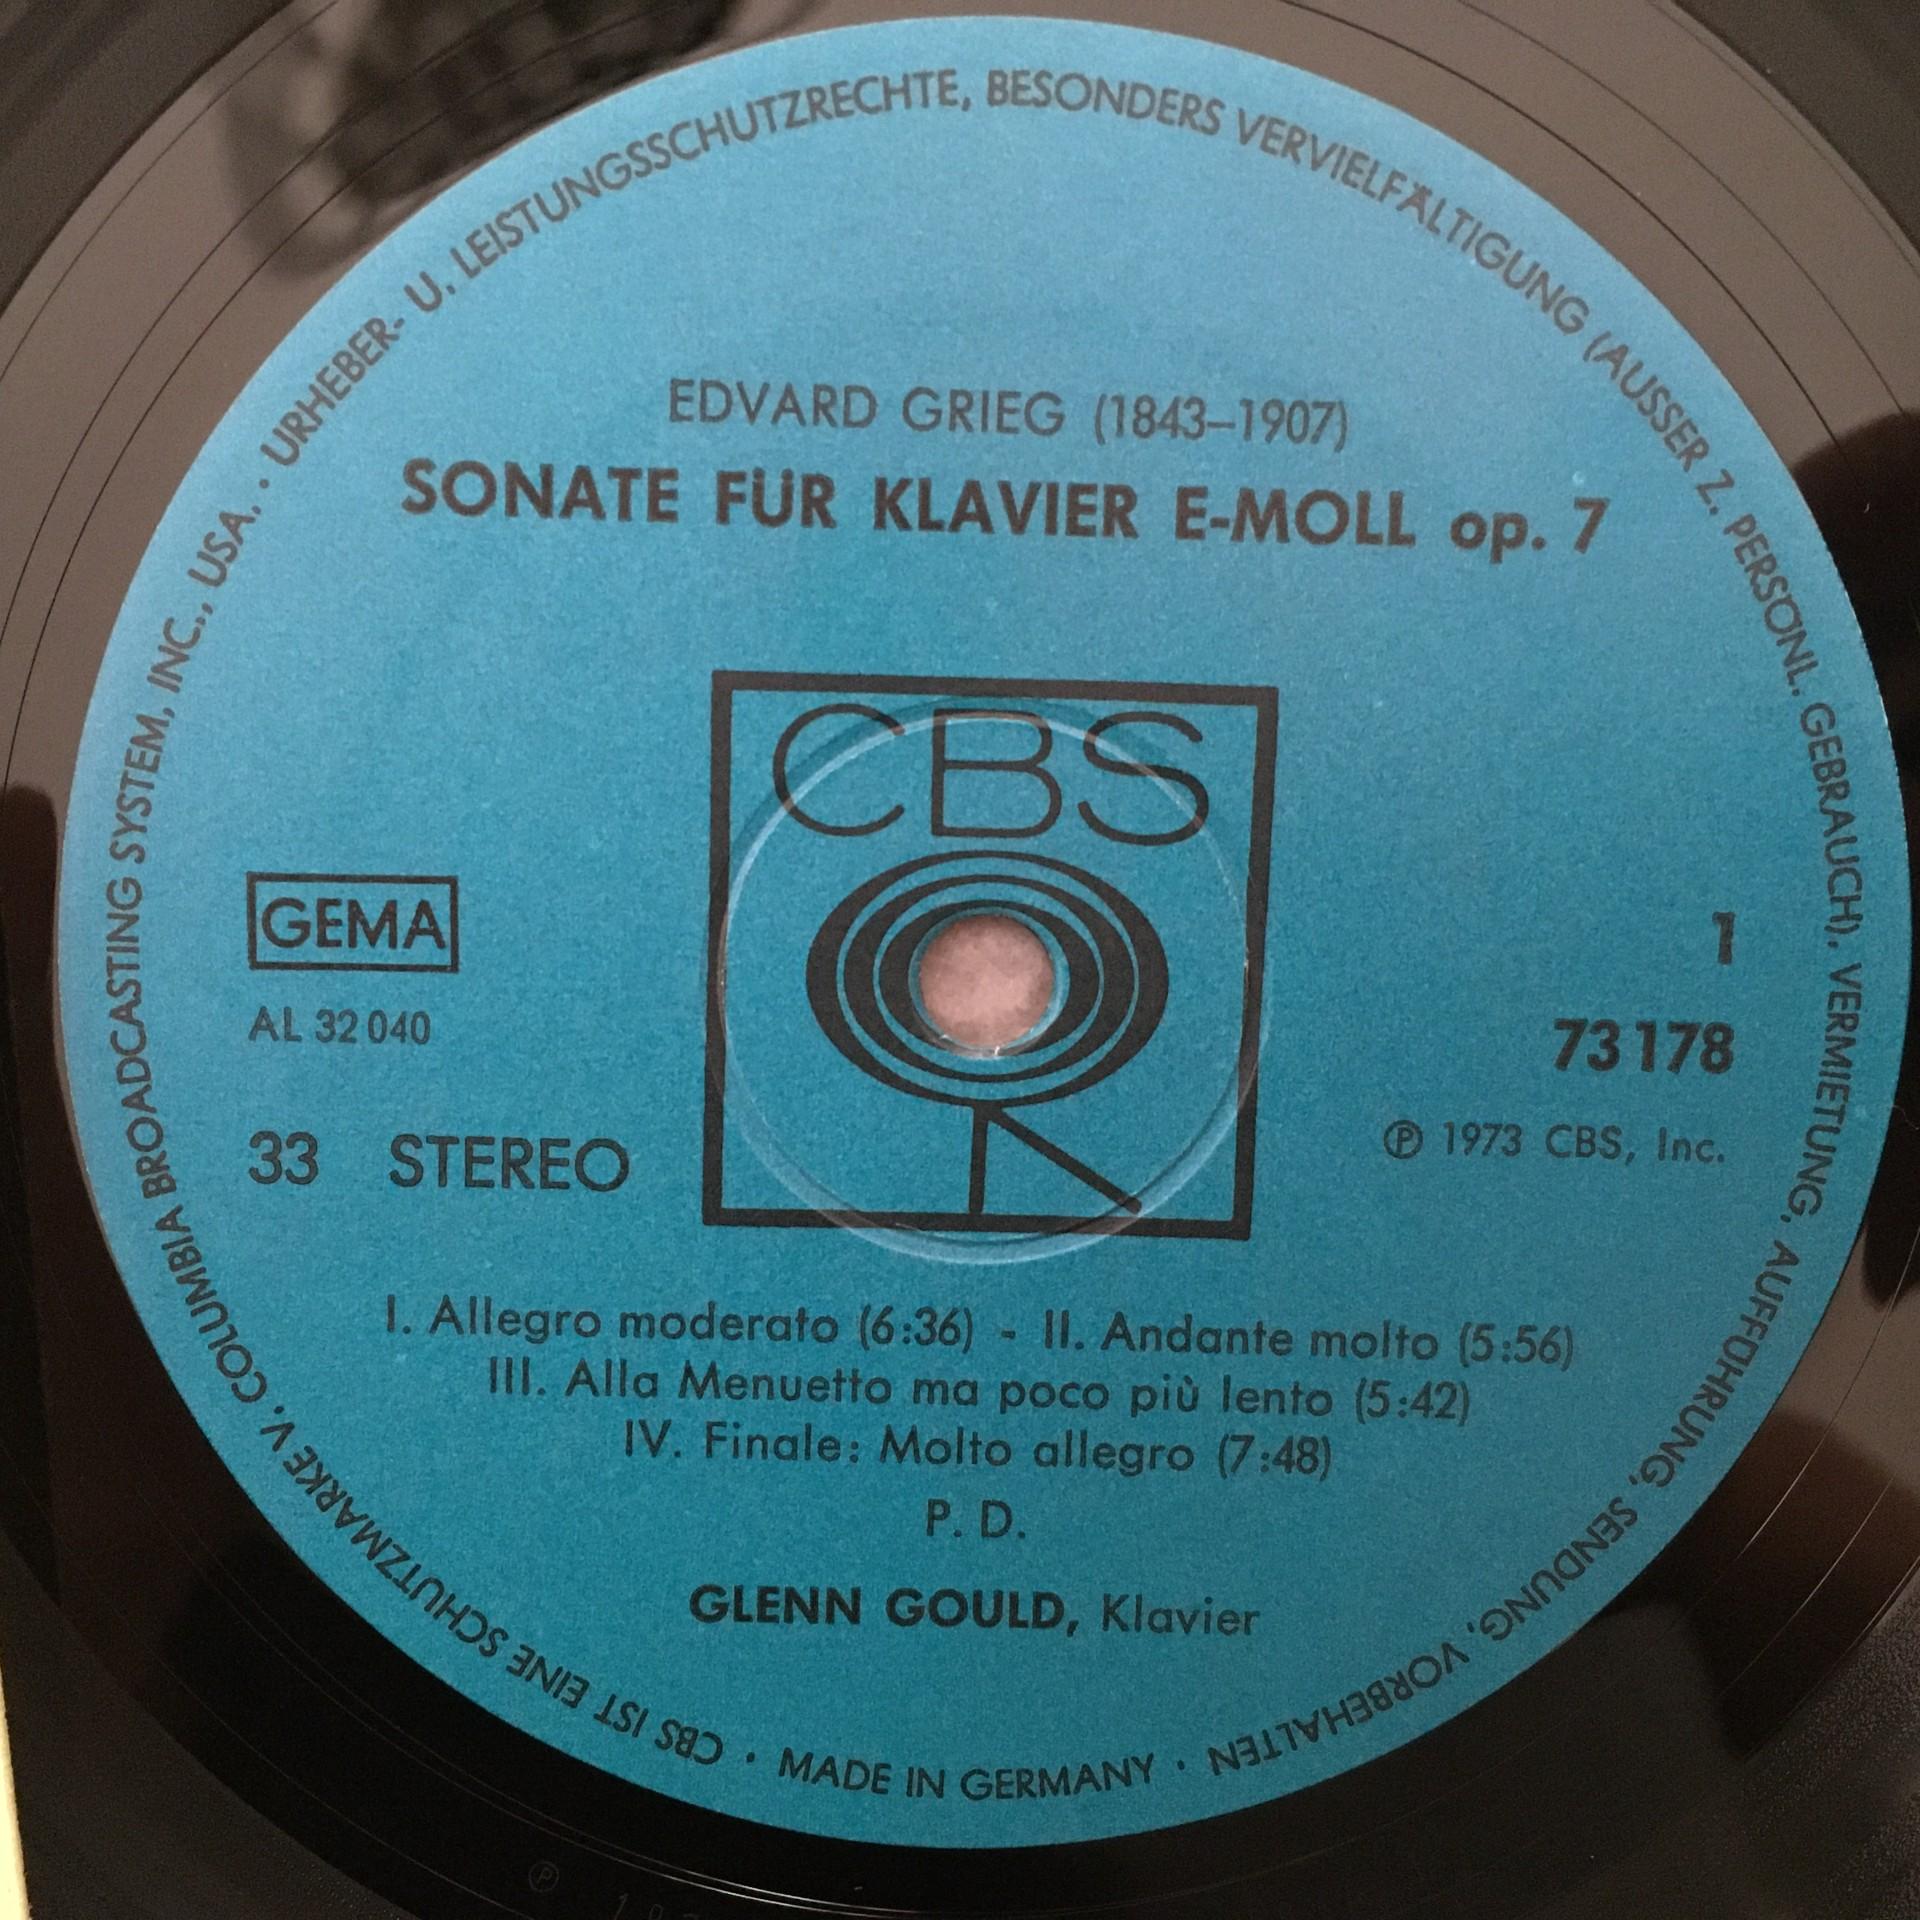 EDVARD GRIEG (1843–1907)
SONATE FÜR KLAVIER E-MOLL op. 7
CBS
GEMA
AL 32 040
33 STEREO
1
73 178
℗ 1973 CBS, Inc.
I. Allegro moderato (6:36) - II. Andante molto (5:56)
III. Alla Menuetto ma poco più lento (5:42)
IV. Finale: Molto allegro (7:48)
P. D.
GLENN GOULD, Klavier
CBS IST EINE SCHUTZMARKE V. COLUMBIA BROADCASTING SYSTEM, INC., USA. · URHEBER- U. LEISTUNGSSCHUTZRECHTE, BESONDERS VERVIELFÄLTIGUNG (AUSSER Z. PERSÖNL. GEBRAUCH), VERMIETUNG, AUFFÜHRUNG, SENDUNG, VORBEHALTEN · MADE IN GERMANY ·
℗